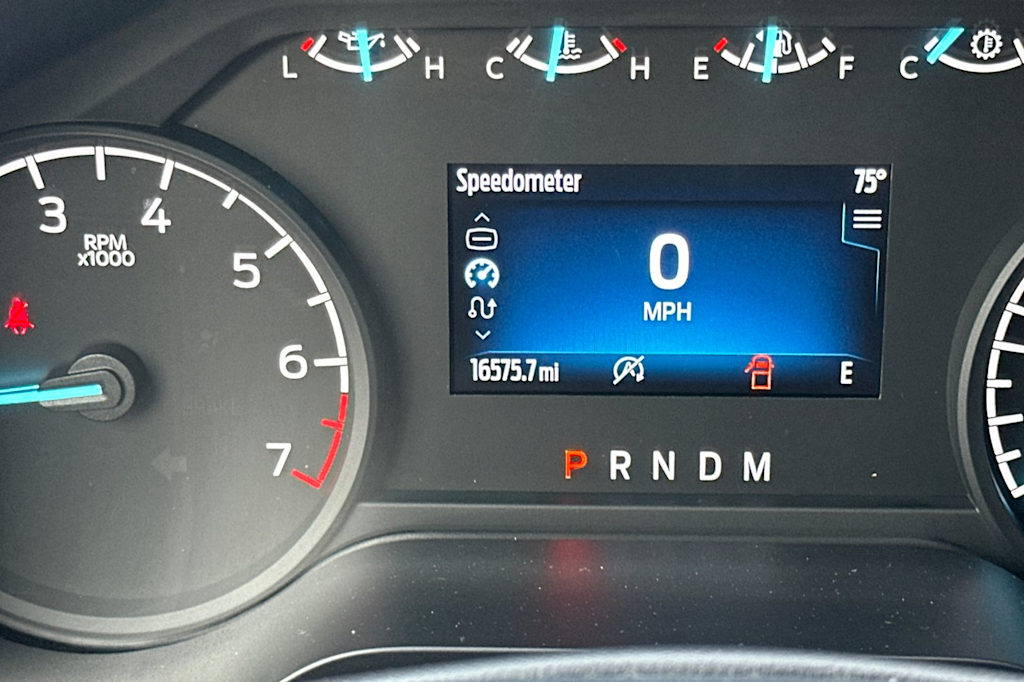 L H C H E F C
Speedometer 75°
3 4
RPM
x1000
5
0
MPH
6
16575.7 mi E
7
P R N D M